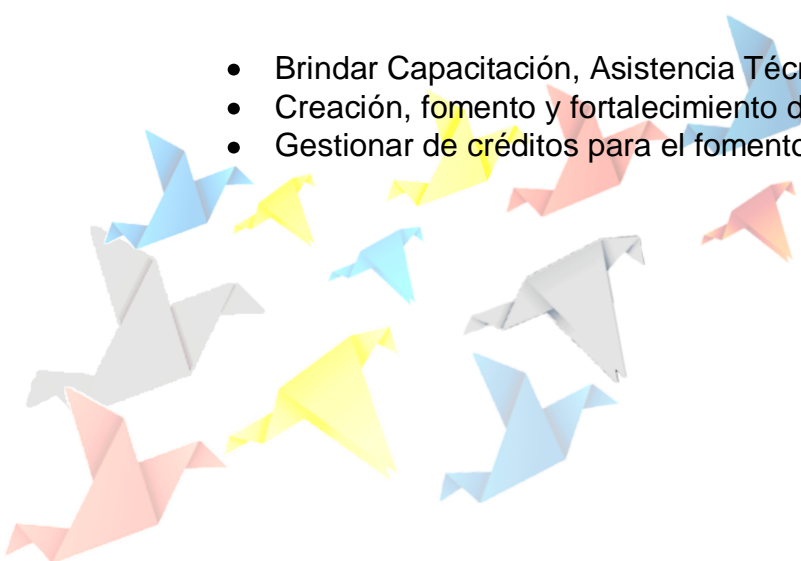 • Brindar Capacitación, Asistencia
• Creación, fomento y fortalecimiento
• Gestionar de créditos para el fomento